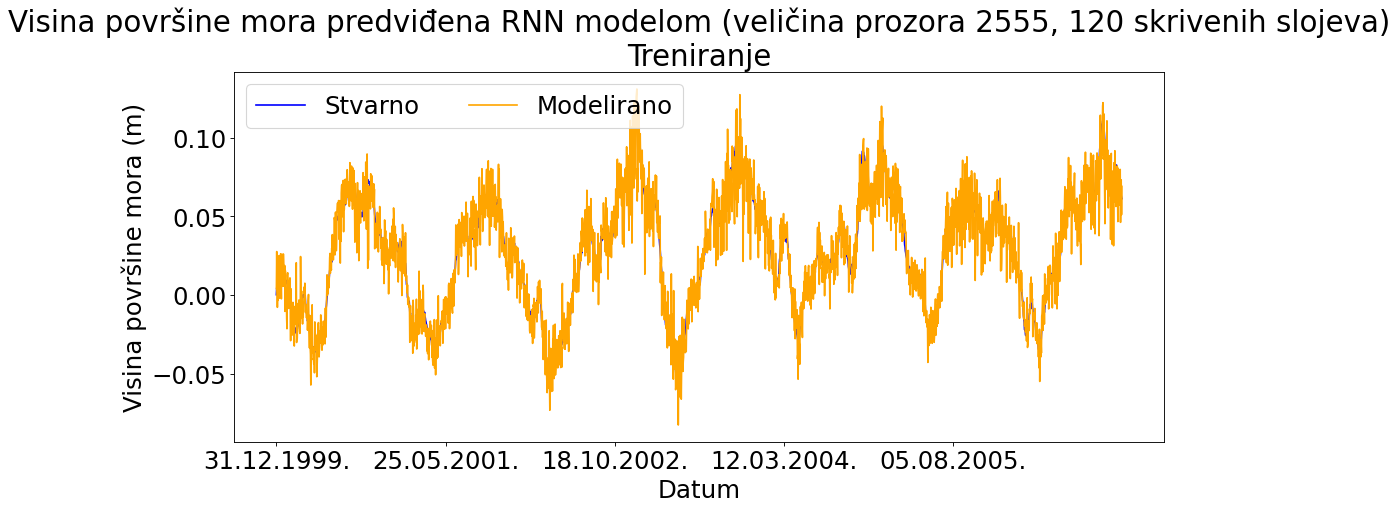 Visina površine mora predviđena RNN modelom (veličina prozora 2555, 120 skrivenih slojeva)
Treniranje
Stvarno Modelirano
Visina površine mora (m)
0.10
0.05
0.00
−0.05
31.12.1999. 25.05.2001. 18.10.2002. 12.03.2004. 05.08.2005.
Datum